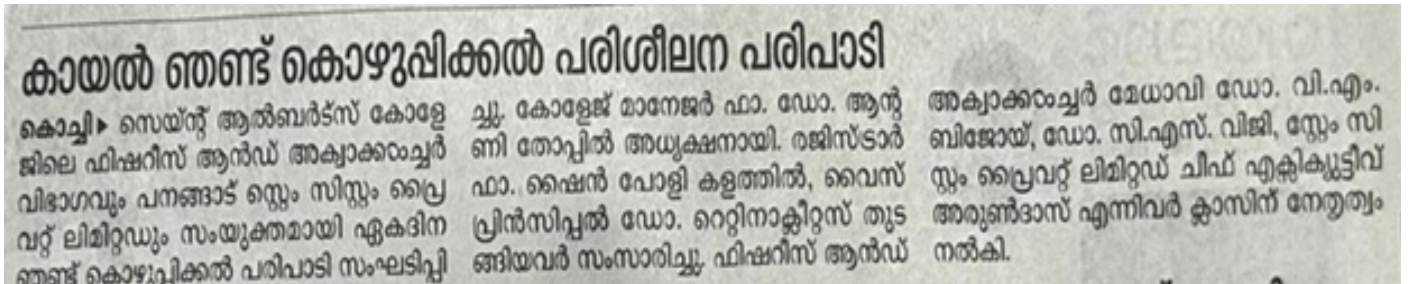 കായൽ ഞണ്ട് കൊഴുപ്പിക്കൽ പരിശീലന പരിപാടി
കൊച്ചി ▸ സെയ്ന്റ് ആൽബർട്സ് കോളേ
ജിലെ ഫിഷറീസ് ആൻഡ് അക്വാക്കൾച്ചർ
വിഭാഗവും പനങ്ങാട് സ്റ്റെം സിസ്റ്റം പ്രൈ
വറ്റ് ലിമിറ്റഡും സംയുക്തമായി ഏകദിന
ഞണ്ട് കൊഴുപ്പിക്കൽ പരിപാടി സംഘടിപ്പി
ച്ചു. കോളേജ് മാനേജർ ഫാ. ഡോ. ആന്റ
ണി തോപ്പിൽ അധ്യക്ഷനായി. രജിസ്ട്രാർ
ഫാ. ഷൈൻ പോളി കളത്തിൽ, വൈസ്
പ്രിൻസിപ്പൽ ഡോ. റെറ്റിനാക്ലീറ്റസ് തുട
ങ്ങിയവർ സംസാരിച്ചു. ഫിഷറീസ് ആൻഡ്
അക്വാക്കൾച്ചർ മേധാവി ഡോ. വി.എം.
ബിജോയ്, ഡോ. സി.എസ്. വിജി, സ്റ്റേം സി
സ്റ്റം പ്രൈവറ്റ് ലിമിറ്റഡ് ചീഫ് എക്സിക്യുട്ടീവ്
അരുൺദാസ് എന്നിവർ ക്ലാസിന് നേതൃത്വം
നൽകി.